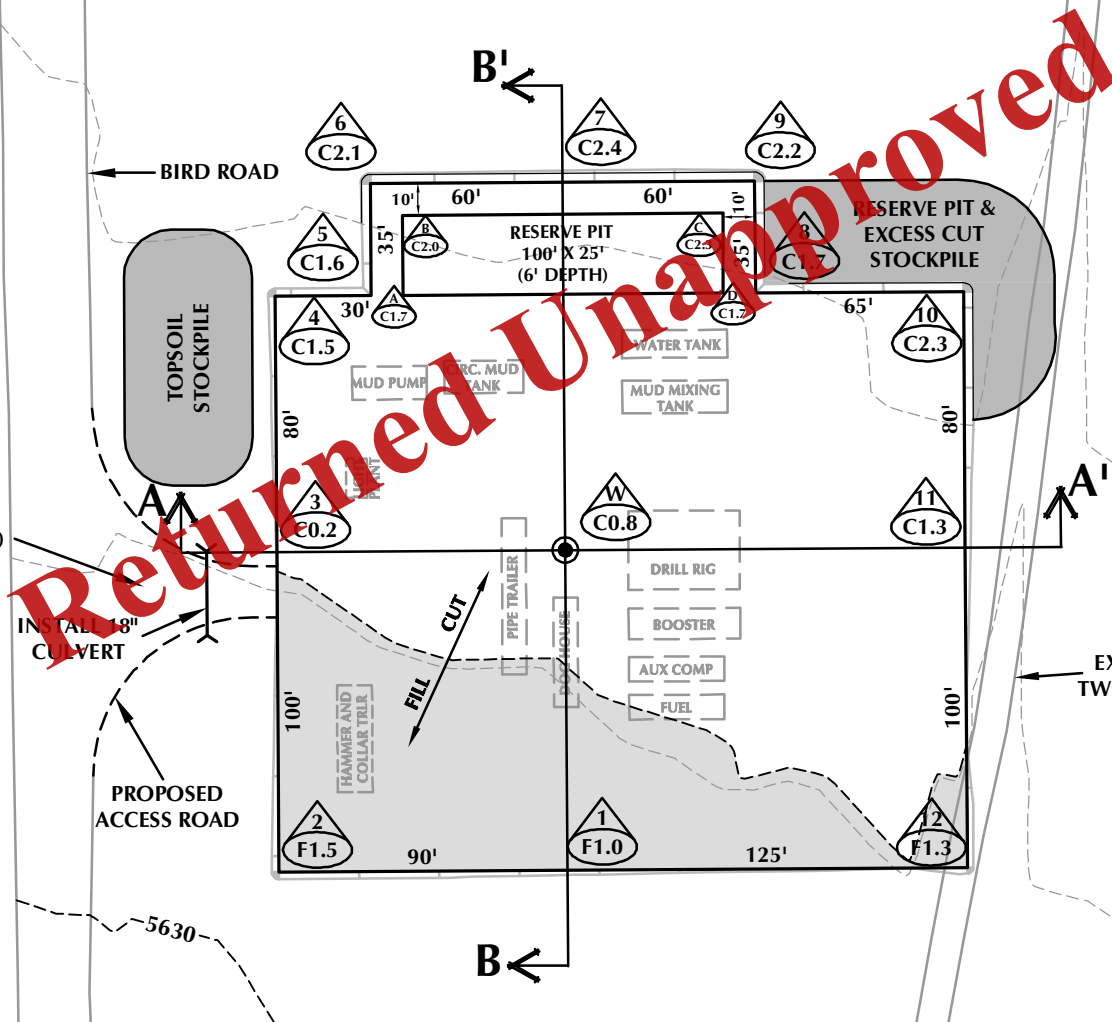 B'
6
C2.1
7
C2.4
9
C2.2
BIRD ROAD
10'
60'
60'
10'
RESERVE PIT &
EXCESS CUT
STOCKPILE
5
C1.6
35'
B
C2.0
RESERVE PIT
100' X 25'
(6' DEPTH)
C
35'
8
C1.7
TOPSOIL
STOCKPILE
30'
A
C1.7
D
C1.7
65'
4
C1.5
10
C2.3
WATER TANK
MUD PUMP
CIRC. MUD
TANK
MUD MIXING
TANK
80'
80'
LIGHT
PLANT
A
3
C0.2
W
C0.8
11
C1.3
A'
Returned Unapproved
PIPE TRAILER
DRILL RIG
INSTALL 18"
CULVERT
CUT
FILL
DOGHOUSE
BOOSTER
AUX COMP
FUEL
EX
TW
HAMMER AND
COLLAR TRLR
100'
100'
PROPOSED
ACCESS ROAD
2
F1.5
1
F1.0
12
F1.3
90'
125'
5630
B